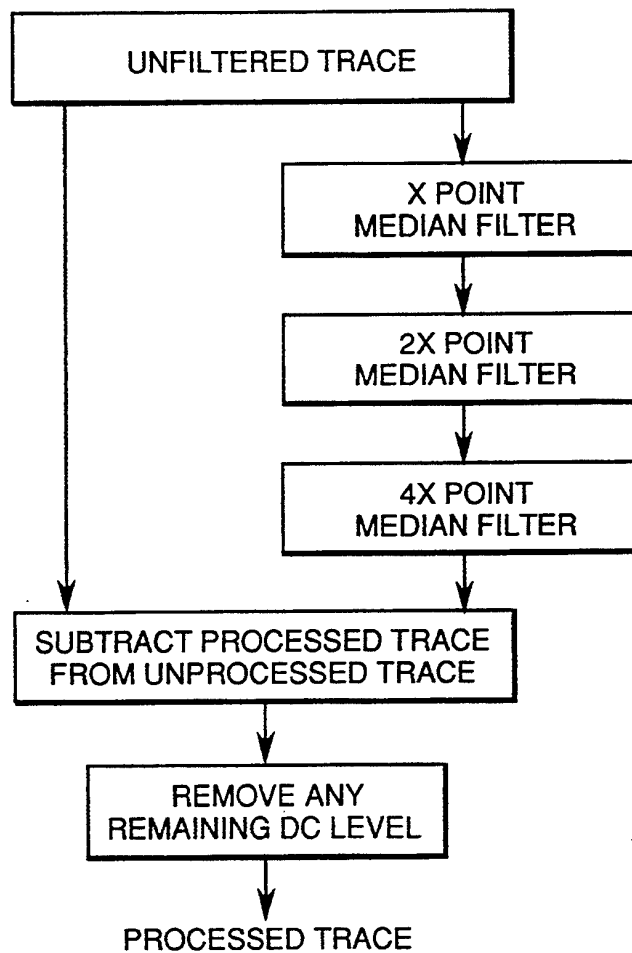 UNFILTERED TRACE
X POINT
MEDIAN FILTER
2X POINT
MEDIAN FILTER
4X POINT
MEDIAN FILTER
SUBTRACT PROCESSED TRACE
FROM UNPROCESSED TRACE
REMOVE ANY
REMAINING DC LEVEL
PROCESSED TRACE